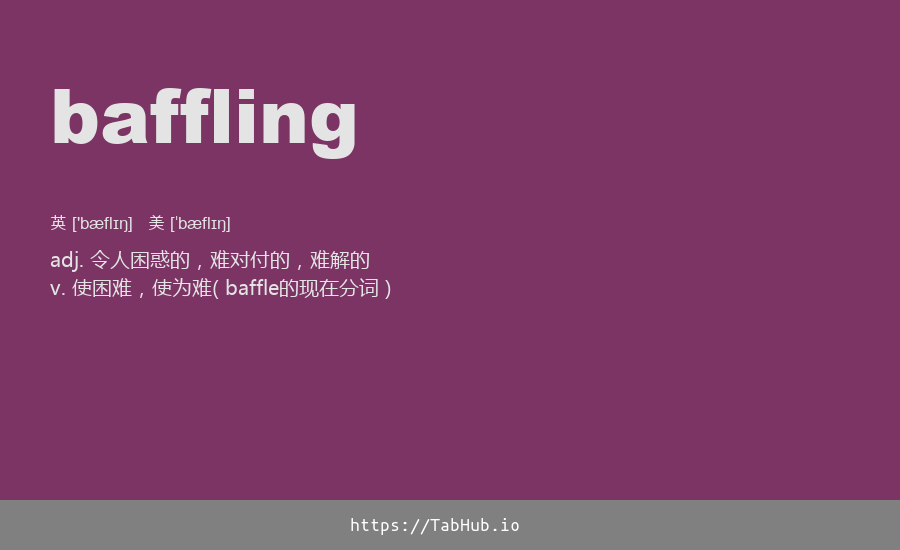 baffling
英 ['bæflɪŋ] 美 [ˈbæflɪŋ]
adj. 令人困惑的，难对付的，难解的
v. 使困难，使为难( baffle的现在分词 )
https://TabHub.io